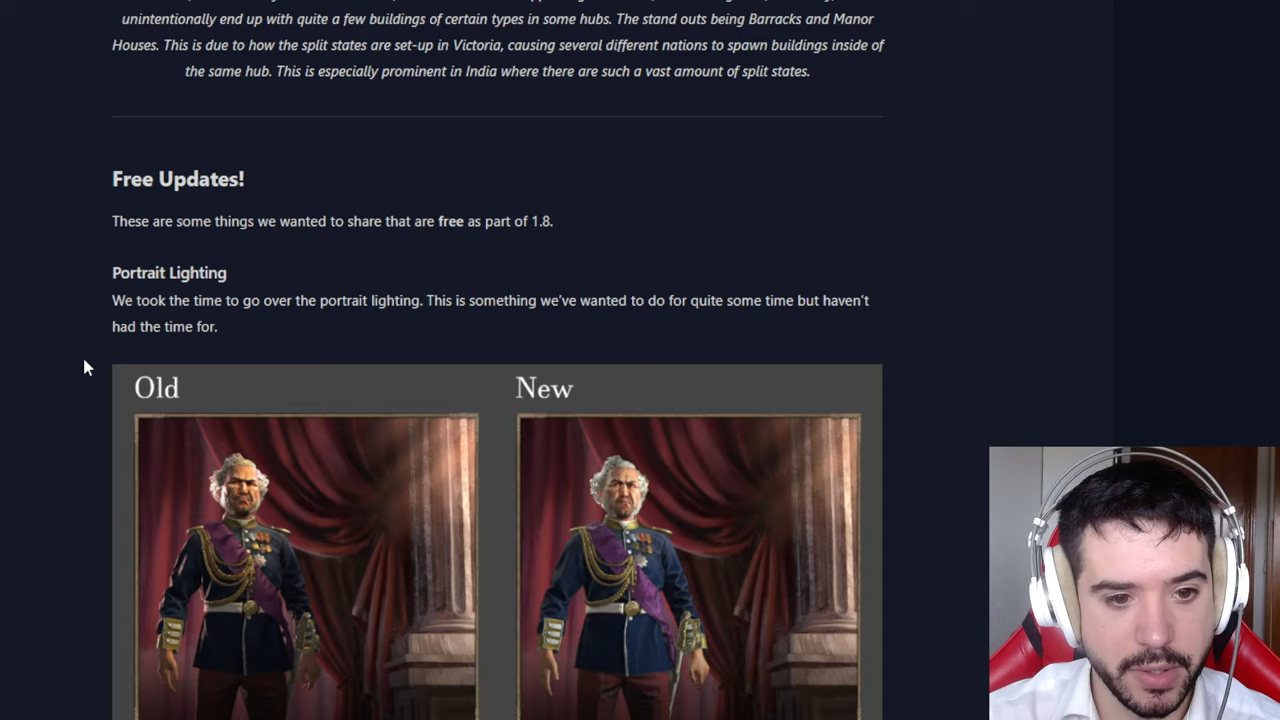 unintentionally end up with quite a few buildings of certain types in some hubs. The stand outs being Barracks and Manor
Houses. This is due to how the split states are set-up in Victoria, causing several different nations to spawn buildings inside of
the same hub. This is especially prominent in India where there are such a vast amount of split states.
Free Updates!
These are some things we wanted to share that are free as part of 1.8.
Portrait Lighting
We took the time to go over the portrait lighting. This is something we've wanted to do for quite some time but haven't
had the time for.
Old
New